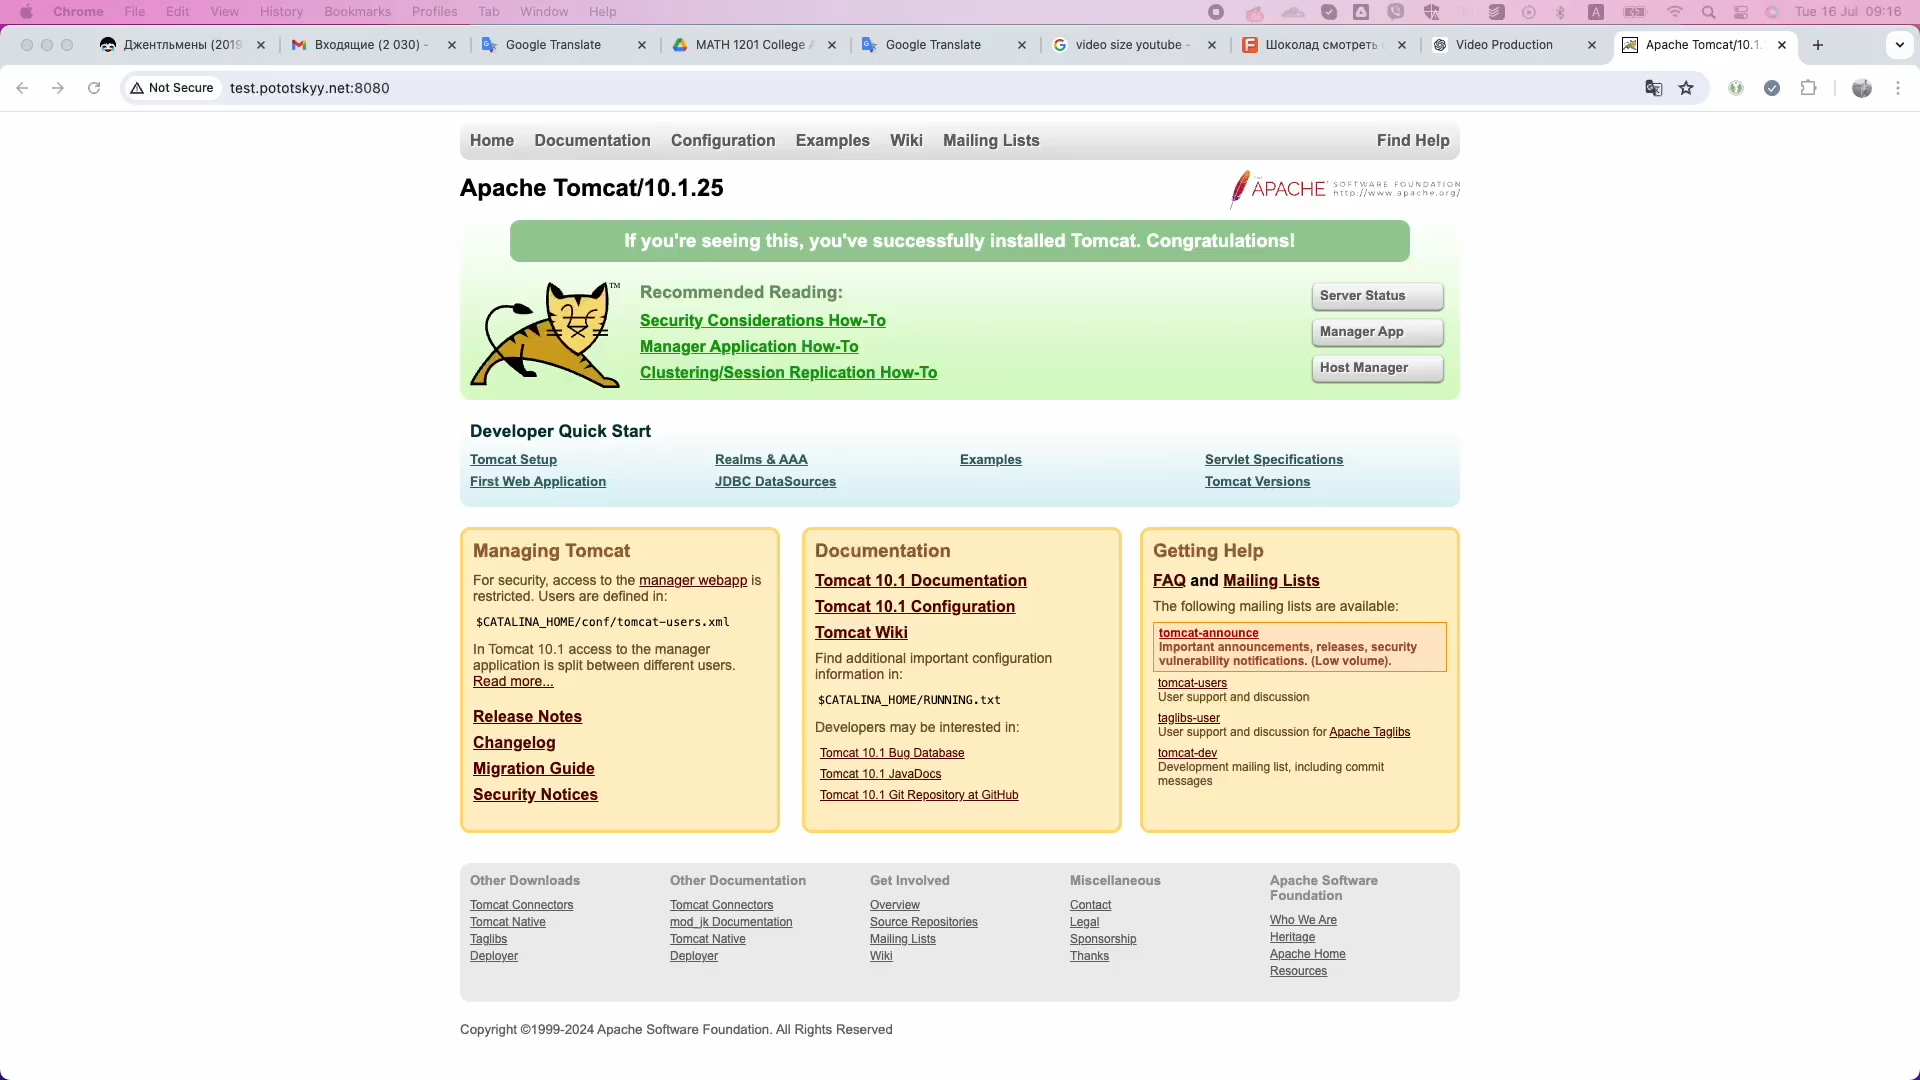 Chrome File Edit View History Bookmarks Profiles Tab Window Help
A
Tue 16 Jul 09:16
Джентльмены (2019
Входящие (2 030) -
Google Translate
MATH 1201 College
Google Translate
video size youtube -
Шоколад смотреть
Video Production
Apache Tomcat/10.1
Not Secure
test.pototskyy.net:8080
Home Documentation Configuration Examples Wiki Mailing Lists Find Help
Apache Tomcat/10.1.25
THE APACHE SOFTWARE FOUNDATION
http://www.apache.org/
If you're seeing this, you've successfully installed Tomcat. Congratulations!
TM
Recommended Reading:
Security Considerations How-To
Manager Application How-To
Clustering/Session Replication How-To
Server Status
Manager App
Host Manager
Developer Quick Start
Tomcat Setup
First Web Application
Realms & AAA
JDBC DataSources
Examples
Servlet Specifications
Tomcat Versions
Managing Tomcat
For security, access to the manager webapp is
restricted. Users are defined in:
$CATALINA_HOME/conf/tomcat-users.xml
In Tomcat 10.1 access to the manager
application is split between different users.
Read more...
Release Notes
Changelog
Migration Guide
Security Notices
Documentation
Tomcat 10.1 Documentation
Tomcat 10.1 Configuration
Tomcat Wiki
Find additional important configuration
information in:
$CATALINA_HOME/RUNNING.txt
Developers may be interested in:
Tomcat 10.1 Bug Database
Tomcat 10.1 JavaDocs
Tomcat 10.1 Git Repository at GitHub
Getting Help
FAQ and Mailing Lists
The following mailing lists are available:
tomcat-announce
Important announcements, releases, security
vulnerability notifications. (Low volume).
tomcat-users
User support and discussion
taglibs-user
User support and discussion for Apache Taglibs
tomcat-dev
Development mailing list, including commit
messages
Other Downloads
Tomcat Connectors
Tomcat Native
Taglibs
Deployer
Other Documentation
Tomcat Connectors
mod_jk Documentation
Tomcat Native
Deployer
Get Involved
Overview
Source Repositories
Mailing Lists
Wiki
Miscellaneous
Contact
Legal
Sponsorship
Thanks
Apache Software
Foundation
Who We Are
Heritage
Apache Home
Resources
Copyright ©1999-2024 Apache Software Foundation. All Rights Reserved